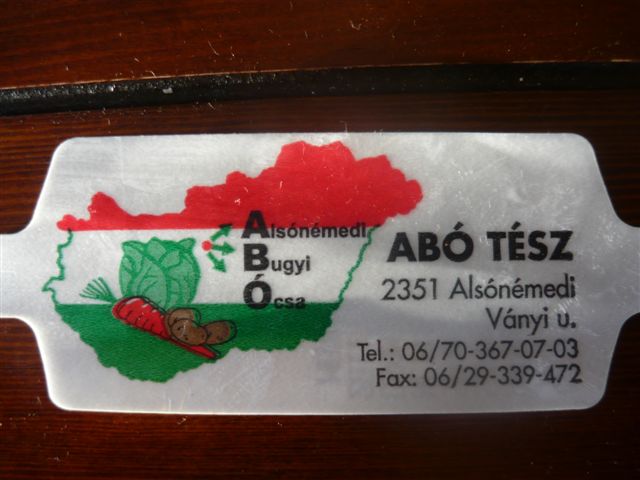 Alsónémedi
Bugyi
Ócsa
ABÓ TÉSZ
2351 Alsónémedi
Ványi u.
Tel.: 06/70-367-07-03
Fax: 06/29-339-472